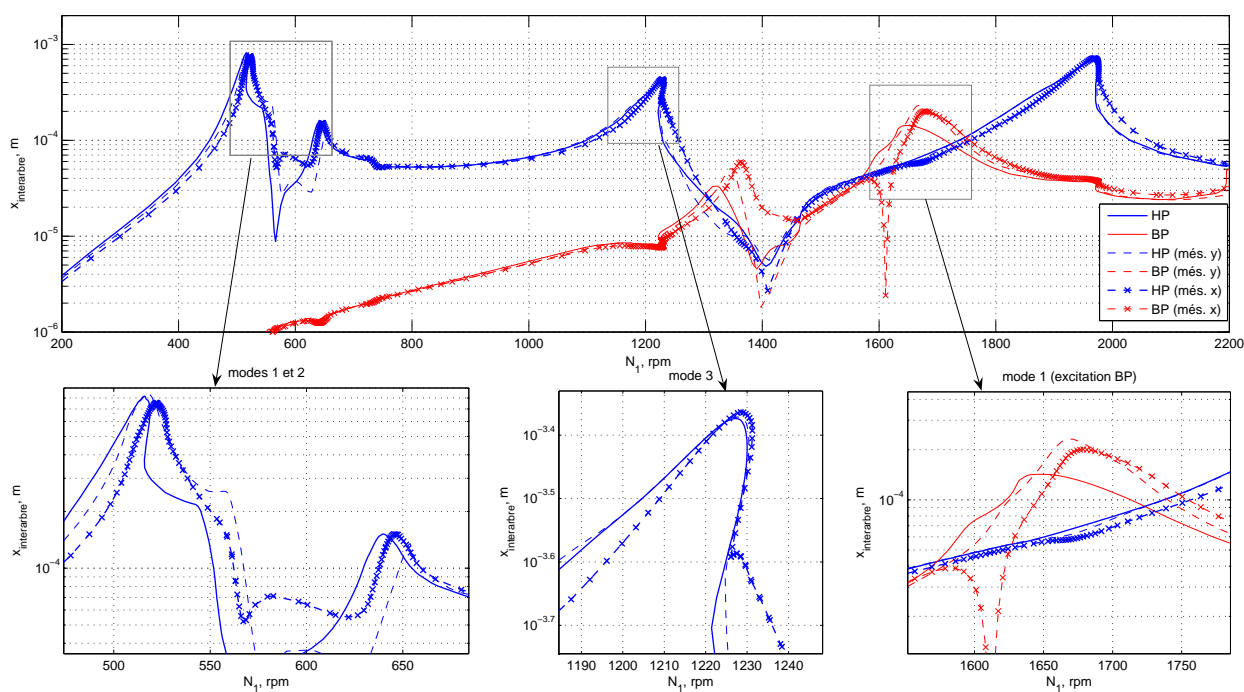 10⁻³
10⁻⁴
10⁻⁵
10⁻⁶
x_interarbre, m
200 400 600 800 1000 1200 1400 1600 1800 2000 2200
N₁, rpm
HP
BP
HP (més. y)
BP (més. y)
HP (més. x)
BP (més. x)
modes 1 et 2
mode 3
mode 1 (excitation BP)
10⁻⁴
x_interarbre, m
500 550 600 650
N₁, rpm
10⁻³·⁴
10⁻³·⁵
10⁻³·⁶
10⁻³·⁷
x_interarbre, m
1190 1200 1210 1220 1230 1240
N₁, rpm
10⁻⁴
x_interarbre, m
1600 1650 1700 1750
N₁, rpm